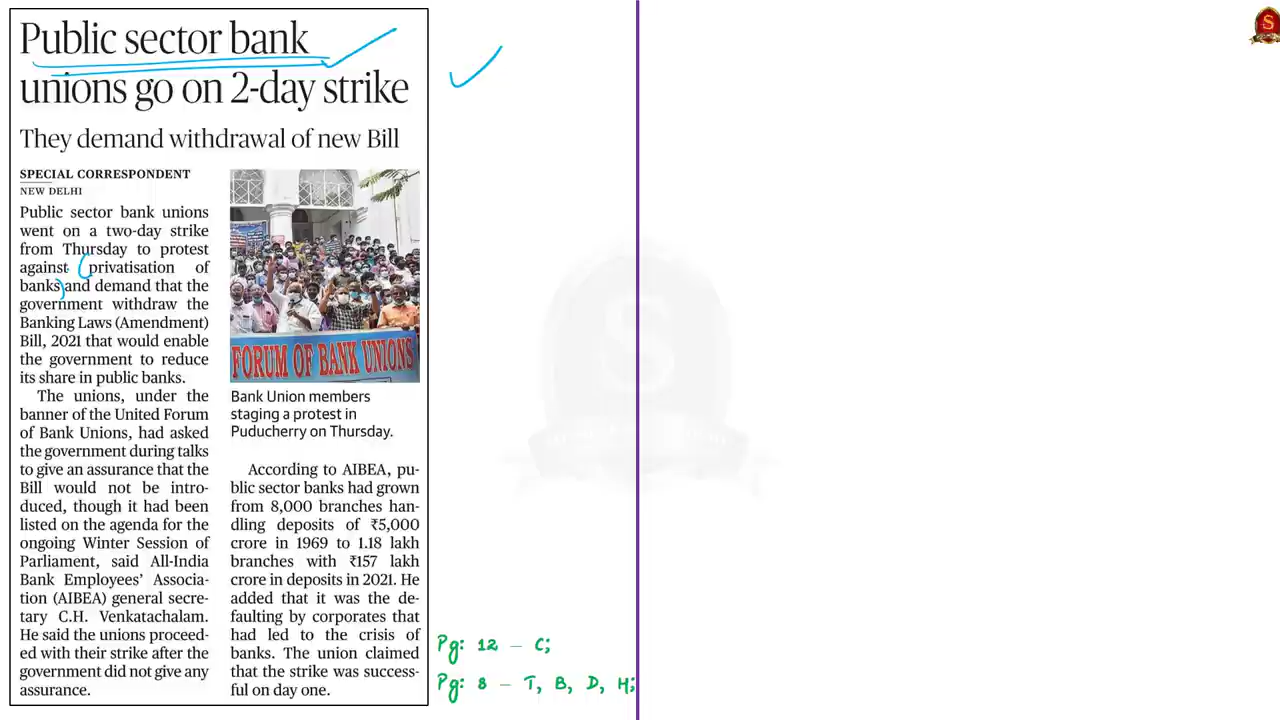 Public sector bank
unions go on 2-day strike
They demand withdrawal of new Bill
SPECIAL CORRESPONDENT
NEW DELHI
Public sector bank unions
went on a two-day strike
from Thursday to protest
against (privatisation of
banks) and demand that the
government withdraw the
Banking Laws (Amendment)
Bill, 2021 that would enable
the government to reduce
its share in public banks.
The unions, under the
banner of the United Forum
of Bank Unions, had asked
the government during talks
to give an assurance that the
Bill would not be intro-
duced, though it had been
listed on the agenda for the
ongoing Winter Session of
Parliament, said All-India
Bank Employees' Associa-
tion (AIBEA) general secre-
tary C.H. Venkatachalam.
He said the unions proceed-
ed with their strike after the
government did not give any
assurance.
FORUM OF BANK UNIONS
Bank Union members
staging a protest in
Puducherry on Thursday.
According to AIBEA, pu-
blic sector banks had grown
from 8,000 branches han-
dling deposits of ₹5,000
crore in 1969 to 1.18 lakh
branches with ₹157 lakh
crore in deposits in 2021. He
added that it was the de-
faulting by corporates that
had led to the crisis of
banks. The union claimed
that the strike was success-
ful on day one.
Pg: 12 – C;
Pg: 8 – T, B, D, H;
S
S